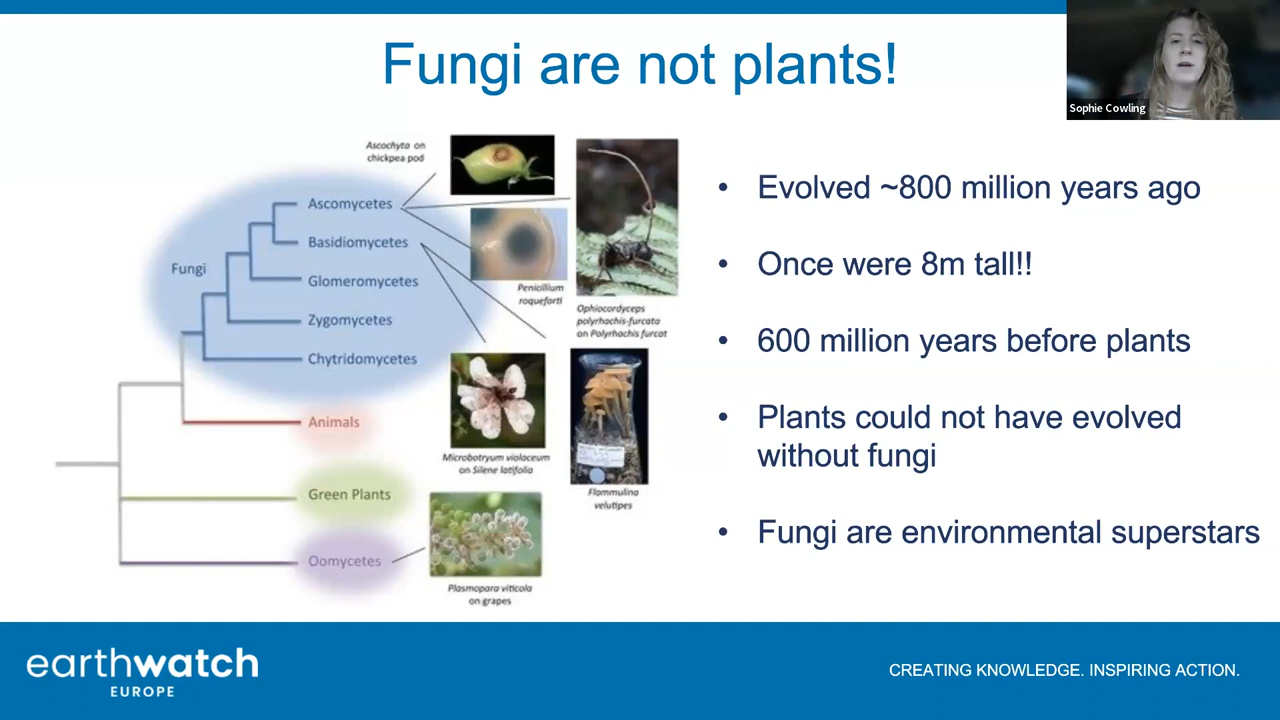 Fungi are not plants!
Sophie Cowling
Ascochyta on
chickpea pod
Ascomycetes
Basidiomycetes
Fungi
Glomeromycetes
Zygomycetes
Chytridomycetes
Animals
Green Plants
Oomycetes
Penicillium
roqueforti
Ophiocordyceps
polyrhachis-furcata
on Polyrhachis furcat
Microbotryum violaceum
on Silene latifolia
Flammulina
velutipes
Plasmopara viticola
on grapes
• Evolved ~800 million years ago
• Once were 8m tall!!
• 600 million years before plants
• Plants could not have evolved
without fungi
• Fungi are environmental superstars
earthwatch
EUROPE
CREATING KNOWLEDGE. INSPIRING ACTION.